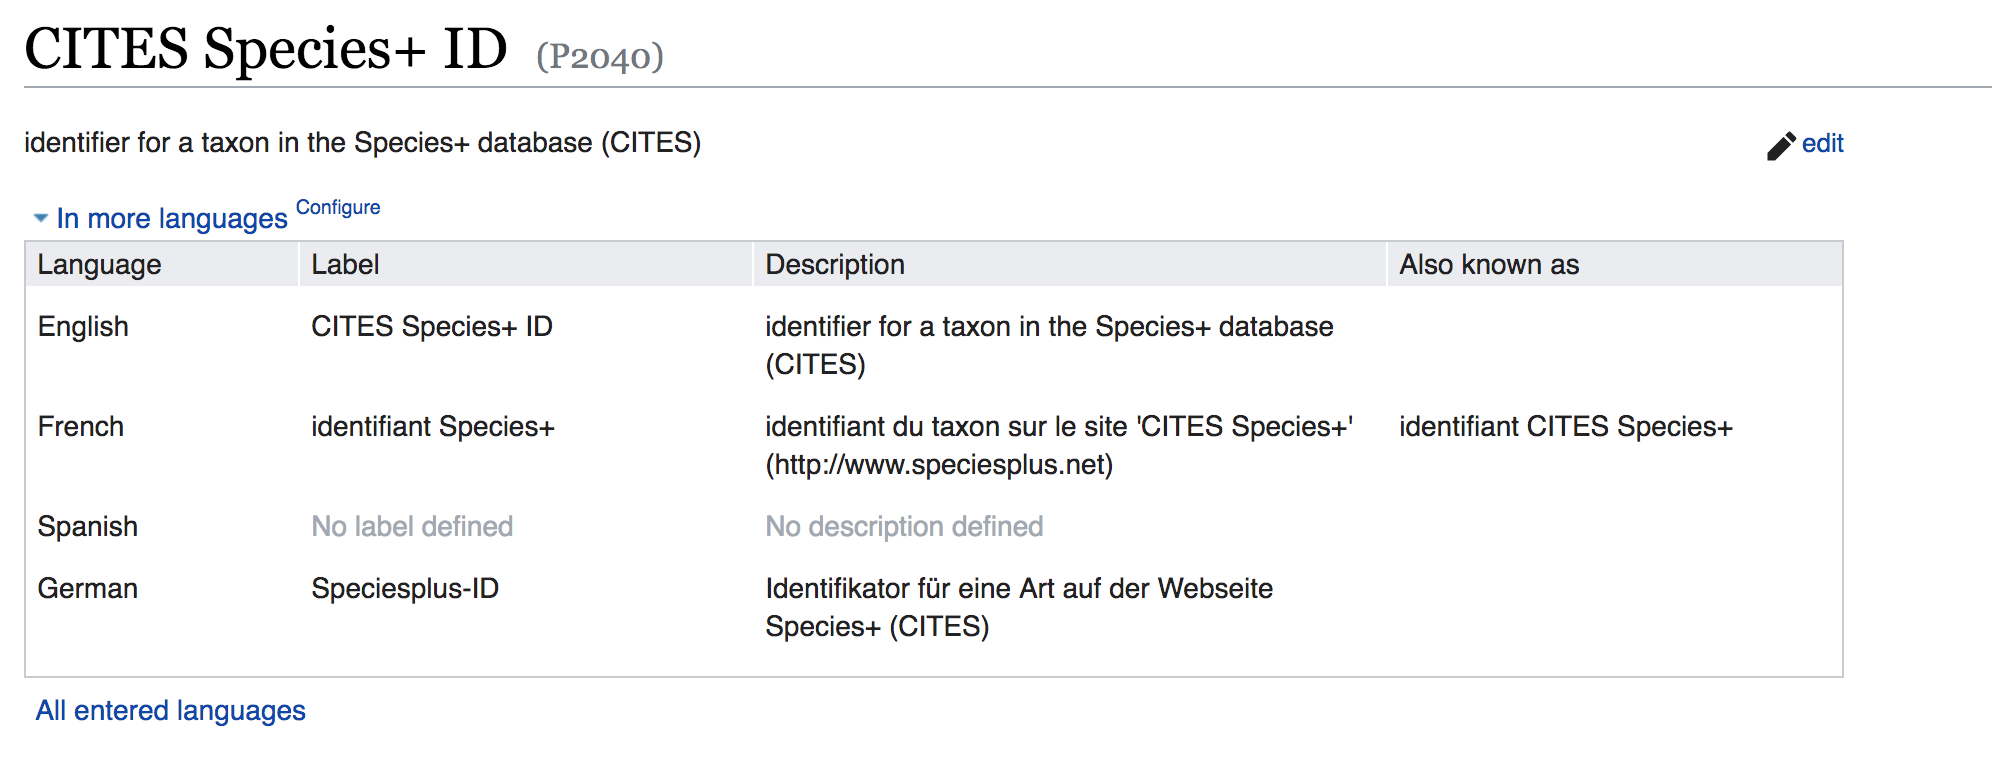 CITES Species+ ID (P2040)
identifier for a taxon in the Species+ database (CITES)
edit
In more languages Configure
Language Label Description Also known as
English CITES Species+ ID identifier for a taxon in the Species+ database
(CITES)
French identifiant Species+ identifiant du taxon sur le site 'CITES Species+' identifiant CITES Species+
(http://www.speciesplus.net)
Spanish No label defined No description defined
German Speciesplus-ID Identifikator für eine Art auf der Webseite
Species+ (CITES)
All entered languages